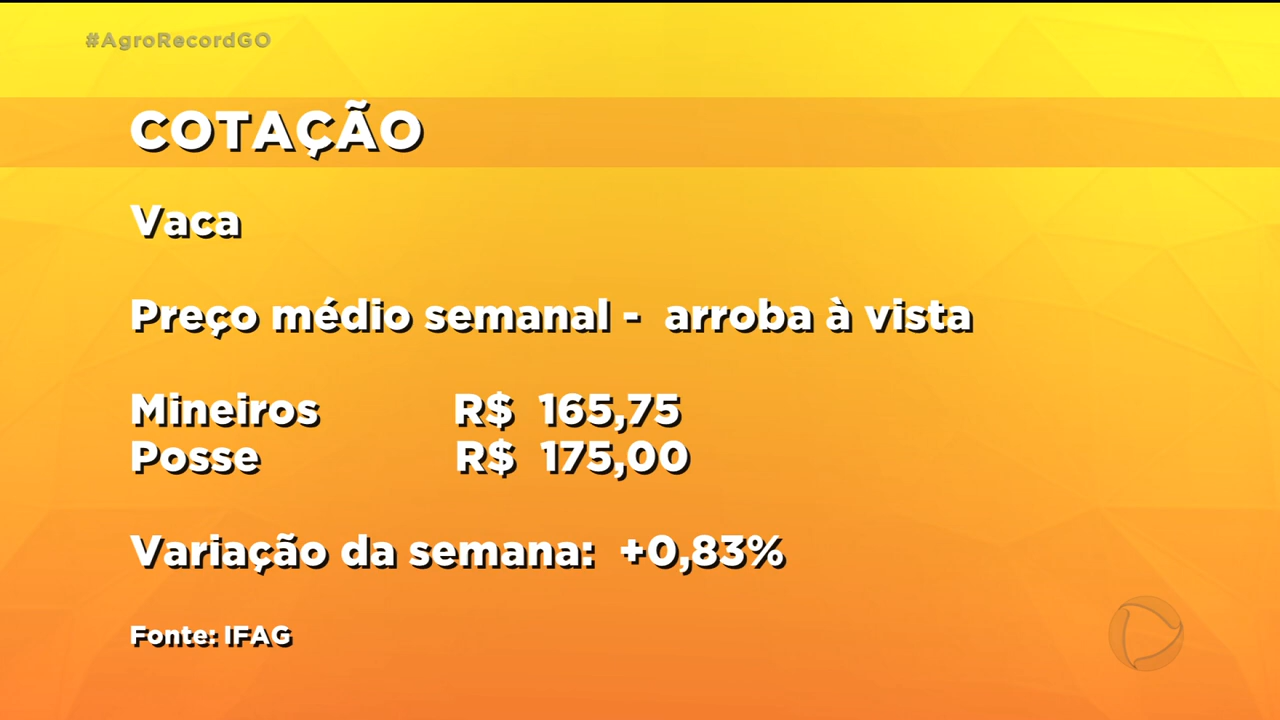 #AgroRecordGO
COTAÇÃO
Vaca
Preço médio semanal - arroba à vista
Mineiros R$ 165,75
Posse R$ 175,00
Variação da semana: +0,83%
Fonte: IFAG